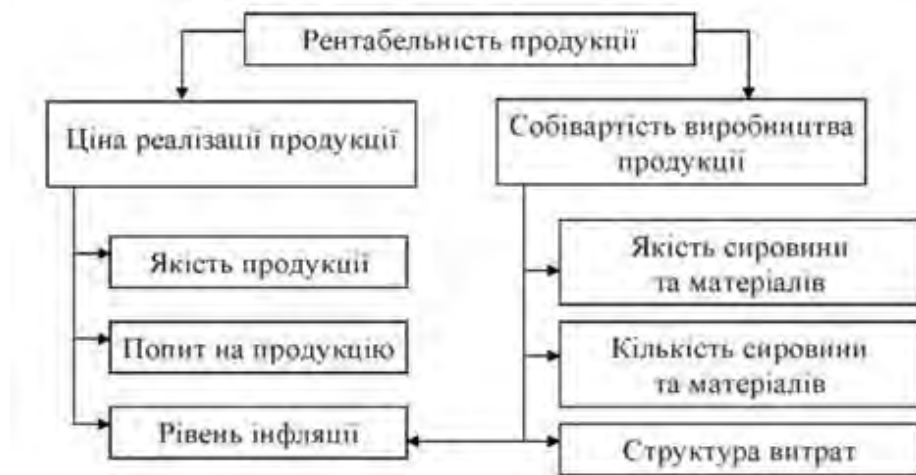 Рентабельність продукції
Ціна реалізації продукції
Собівартість виробництва
продукції
Якість продукції
Попит на продукцію
Рівень інфляції
Якість сировини
та матеріалів
Кількість сировини
та матеріалів
Структура витрат